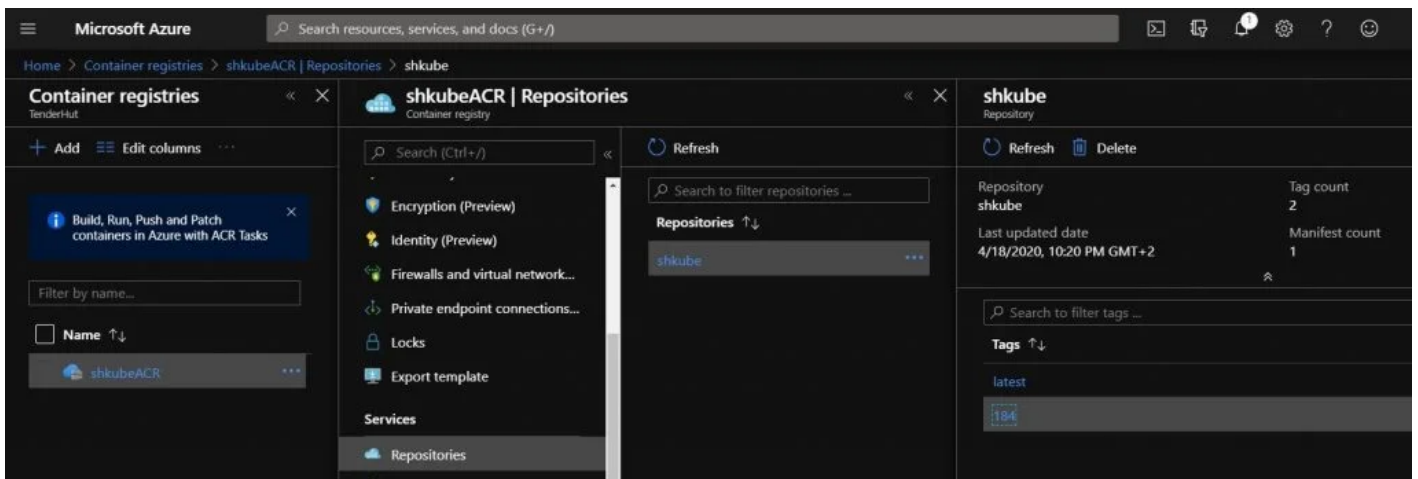 Microsoft Azure
Search resources, services, and docs (G+/)
1
Home > Container registries > shkubeACR | Repositories > shkube
Container registries
TenderHut
+ Add
Edit columns
...
Build, Run, Push and Patch
containers in Azure with ACR Tasks
Filter by name...
Name ↑↓
shkubeACR
...
shkubeACR | Repositories
Container registry
Search (Ctrl+/)
Encryption (Preview)
Identity (Preview)
Firewalls and virtual network...
Private endpoint connections...
Locks
Export template
Services
Repositories
Refresh
Search to filter repositories ...
Repositories ↑↓
shkube
...
shkube
Repository
Refresh
Delete
Repository
shkube
Tag count
2
Last updated date
4/18/2020, 10:20 PM GMT+2
Manifest count
1
Search to filter tags ...
Tags ↑↓
latest
184